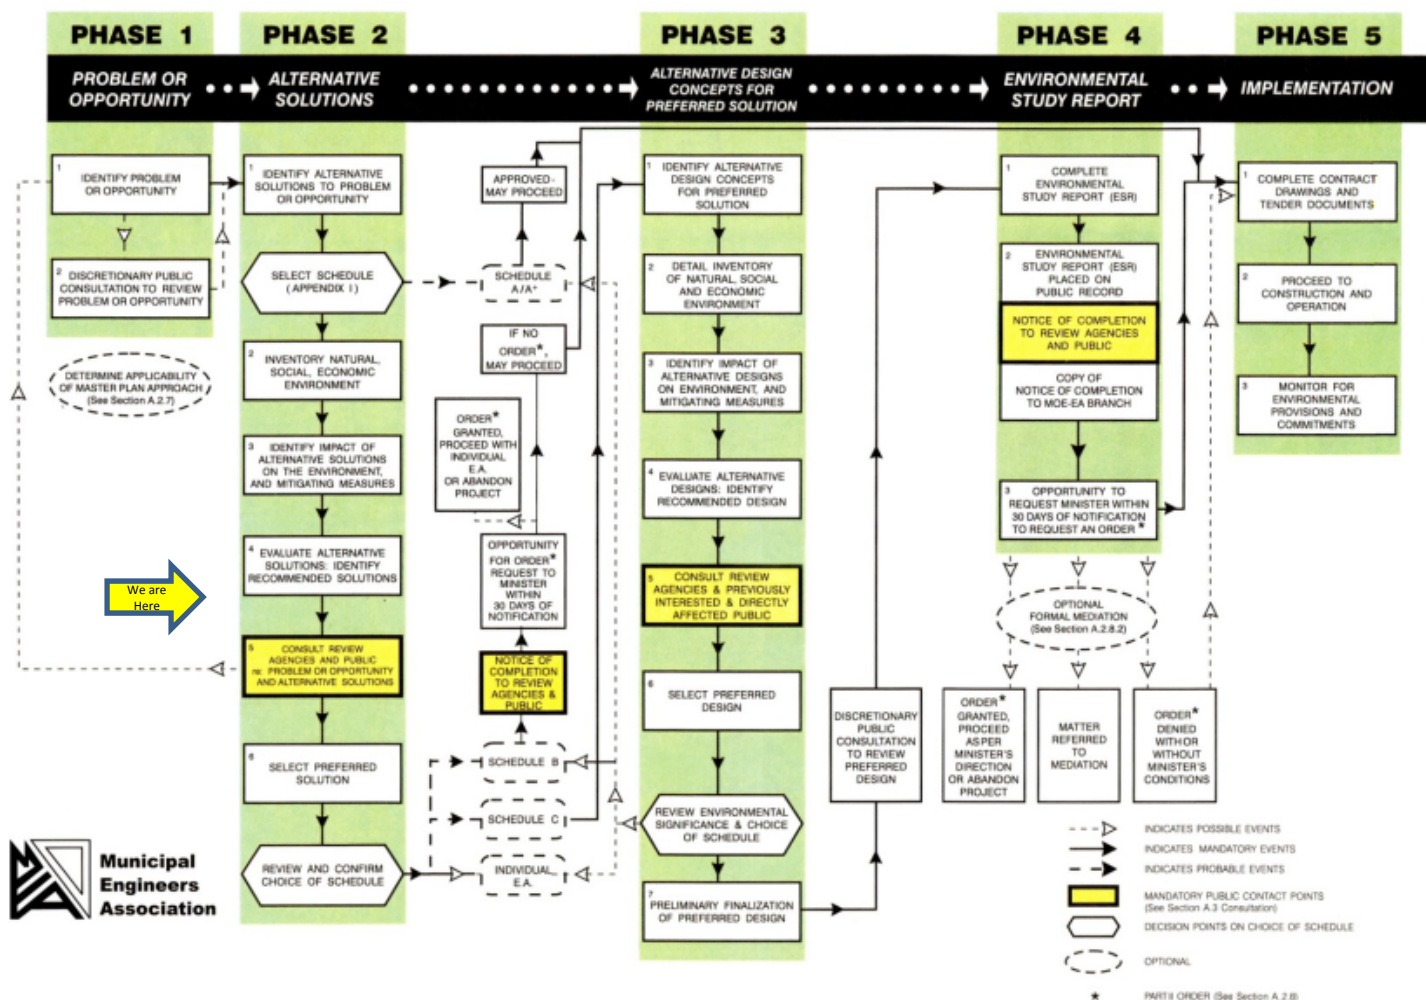 PHASE 1
PROBLEM OR
OPPORTUNITY
PHASE 2
ALTERNATIVE
SOLUTIONS
PHASE 3
ALTERNATIVE DESIGN
CONCEPTS FOR
PREFERRED SOLUTION
PHASE 4
ENVIRONMENTAL
STUDY REPORT
PHASE 5
IMPLEMENTATION
1
IDENTIFY PROBLEM
OR OPPORTUNITY
2
DISCRETIONARY PUBLIC
CONSULTATION TO REVIEW
PROBLEM OR OPPORTUNITY
DETERMINE APPLICABILITY
OF MASTER PLAN APPROACH
(See Section A.2.7)
We are
Here
1
IDENTIFY ALTERNATIVE
SOLUTIONS TO PROBLEM
OR OPPORTUNITY
SELECT SCHEDULE
(APPENDIX I)
2
INVENTORY NATURAL,
SOCIAL, ECONOMIC
ENVIRONMENT
3
IDENTIFY IMPACT OF
ALTERNATIVE SOLUTIONS
ON THE ENVIRONMENT,
AND MITIGATING MEASURES
4
EVALUATE ALTERNATIVE
SOLUTIONS: IDENTIFY
RECOMMENDED SOLUTIONS
5
CONSULT REVIEW
AGENCIES AND PUBLIC
re: PROBLEM OR OPPORTUNITY
AND ALTERNATIVE SOLUTIONS
6
SELECT PREFERRED
SOLUTION
REVIEW AND CONFIRM
CHOICE OF SCHEDULE
APPROVED-
MAY PROCEED
SCHEDULE
A/A+
IF NO
ORDER*,
MAY PROCEED
ORDER*
GRANTED,
PROCEED WITH
INDIVIDUAL
E.A.
OR ABANDON
PROJECT
OPPORTUNITY
FOR ORDER*
REQUEST TO
MINISTER
WITHIN
30 DAYS OF
NOTIFICATION
NOTICE OF
COMPLETION
TO REVIEW
AGENCIES &
PUBLIC
SCHEDULE B
SCHEDULE C
INDIVIDUAL
E.A.
1
IDENTIFY ALTERNATIVE
DESIGN CONCEPTS
FOR PREFERRED
SOLUTION
2
DETAIL INVENTORY
OF NATURAL, SOCIAL
AND ECONOMIC
ENVIRONMENT
3
IDENTIFY IMPACT OF
ALTERNATIVE DESIGNS
ON ENVIRONMENT, AND
MITIGATING MEASURES
4
EVALUATE ALTERNATIVE
DESIGNS: IDENTIFY
RECOMMENDED DESIGN
5
CONSULT REVIEW
AGENCIES & PREVIOUSLY
INTERESTED & DIRECTLY
AFFECTED PUBLIC
6
SELECT PREFERRED
DESIGN
REVIEW ENVIRONMENTAL
SIGNIFICANCE & CHOICE
OF SCHEDULE
7
PRELIMINARY FINALIZATION
OF PREFERRED DESIGN
DISCRETIONARY
PUBLIC
CONSULTATION
TO REVIEW
PREFERRED
DESIGN
1
COMPLETE
ENVIRONMENTAL
STUDY REPORT (ESR)
2
ENVIRONMENTAL
STUDY REPORT (ESR)
PLACED ON
PUBLIC RECORD
NOTICE OF COMPLETION
TO REVIEW AGENCIES
AND PUBLIC
COPY OF
NOTICE OF COMPLETION
TO MOE-EA BRANCH
3
OPPORTUNITY TO
REQUEST MINISTER WITHIN
30 DAYS OF NOTIFICATION
TO REQUEST AN ORDER*
OPTIONAL
FORMAL MEDIATION
(See Section A.2.8.2)
ORDER*
GRANTED,
PROCEED
AS PER
MINISTER'S
DIRECTION
OR ABANDON
PROJECT
MATTER
REFERRED
TO
MEDIATION
ORDER*
DENIED
WITH OR
WITHOUT
MINISTER'S
CONDITIONS
1
COMPLETE CONTRACT
DRAWINGS AND
TENDER DOCUMENTS
2
PROCEED TO
CONSTRUCTION AND
OPERATION
3
MONITOR FOR
ENVIRONMENTAL
PROVISIONS AND
COMMITMENTS
INDICATES POSSIBLE EVENTS
INDICATES MANDATORY EVENTS
INDICATES PROBABLE EVENTS
MANDATORY PUBLIC CONTACT POINTS
(See Section A.3 Consultation)
DECISION POINTS ON CHOICE OF SCHEDULE
OPTIONAL
* PART II ORDER (See Section A.2.8)
Municipal
Engineers
Association